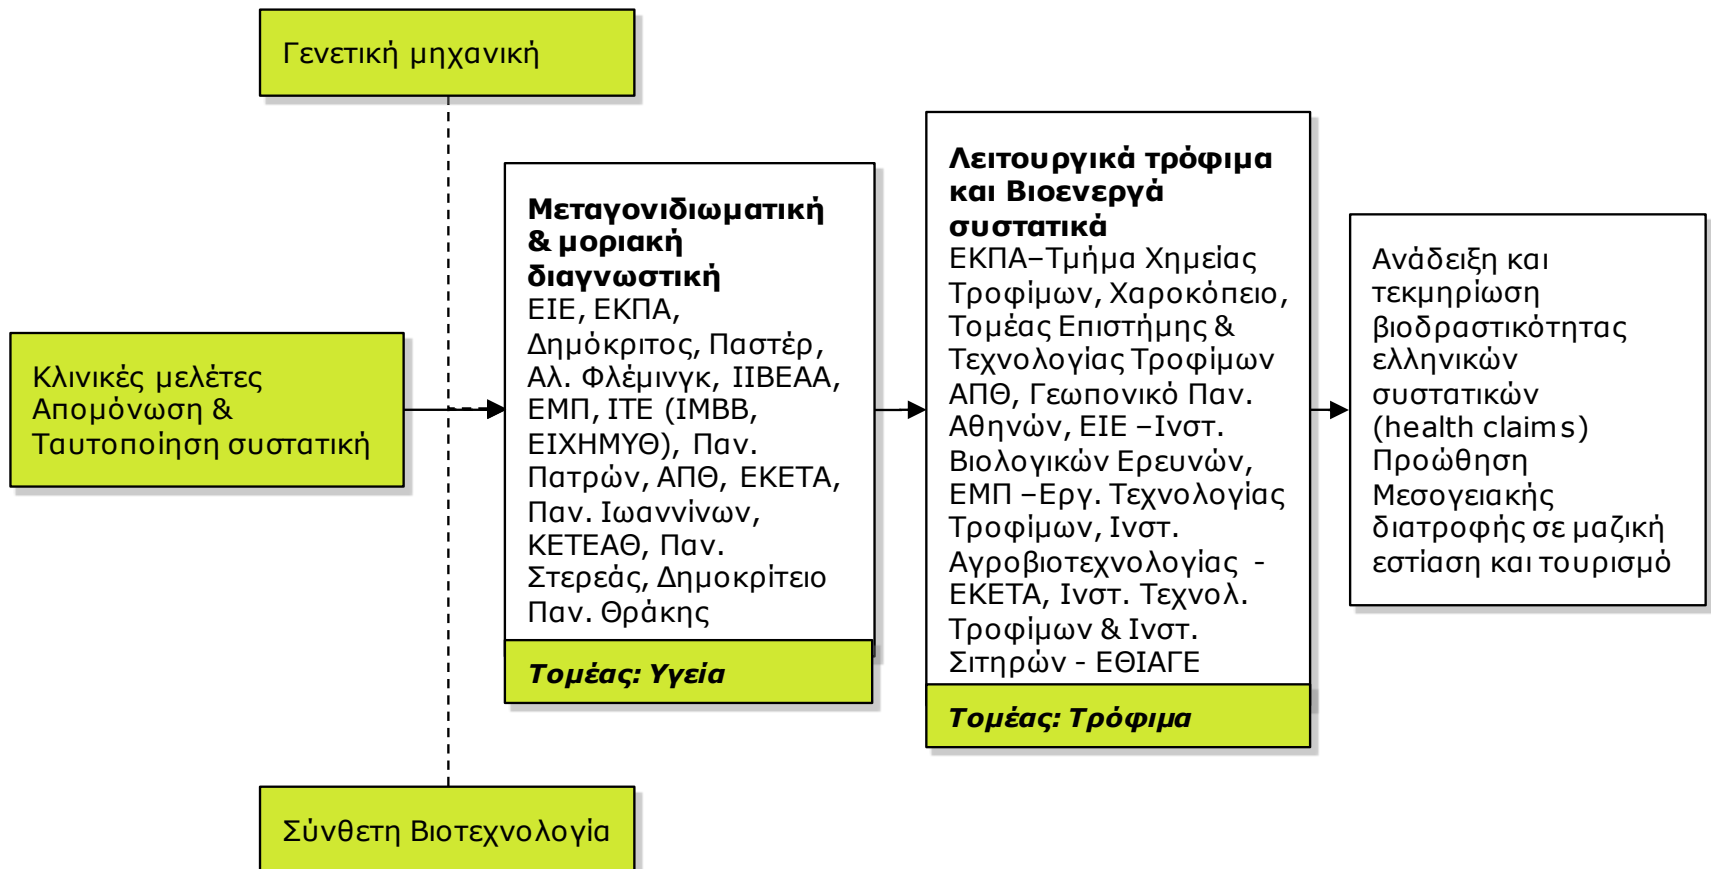 Γενετική μηχανική
Κλινικές μελέτες
Απομόνωση &
Ταυτοποίηση συστατική
Μεταγονιδιωματική
& μοριακή
διαγνωστική
ΕΙΕ, ΕΚΠΑ,
Δημόκριτος, Παστέρ,
Αλ. Φλέμινγκ, ΙΙΒΕΑΑ,
ΕΜΠ, ΙΤΕ (ΙΜΒΒ,
ΕΙΧΗΜΥΘ), Παν.
Πατρών, ΑΠΘ, ΕΚΕΤΑ,
Παν. Ιωαννίνων,
ΚΕΤΕΑΘ, Παν.
Στερεάς, Δημοκρίτειο
Παν. Θράκης
Τομέας: Υγεία
Λειτουργικά τρόφιμα
και Βιοενεργά
συστατικά
ΕΚΠΑ–Τμήμα Χημείας
Τροφίμων, Χαροκόπειο,
Τομέας Επιστήμης &
Τεχνολογίας Τροφίμων
ΑΠΘ, Γεωπονικό Παν.
Αθηνών, ΕΙΕ –Ινστ.
Βιολογικών Ερευνών,
ΕΜΠ –Εργ. Τεχνολογίας
Τροφίμων, Ινστ.
Αγροβιοτεχνολογίας -
ΕΚΕΤΑ, Ινστ. Τεχνολ.
Τροφίμων & Ινστ.
Σιτηρών - ΕΘΙΑΓΕ
Τομέας: Τρόφιμα
Ανάδειξη και
τεκμηρίωση
βιοδραστικότητας
ελληνικών
συστατικών
(health claims)
Προώθηση
Μεσογειακής
διατροφής σε μαζική
εστίαση και τουρισμό
Σύνθετη Βιοτεχνολογία